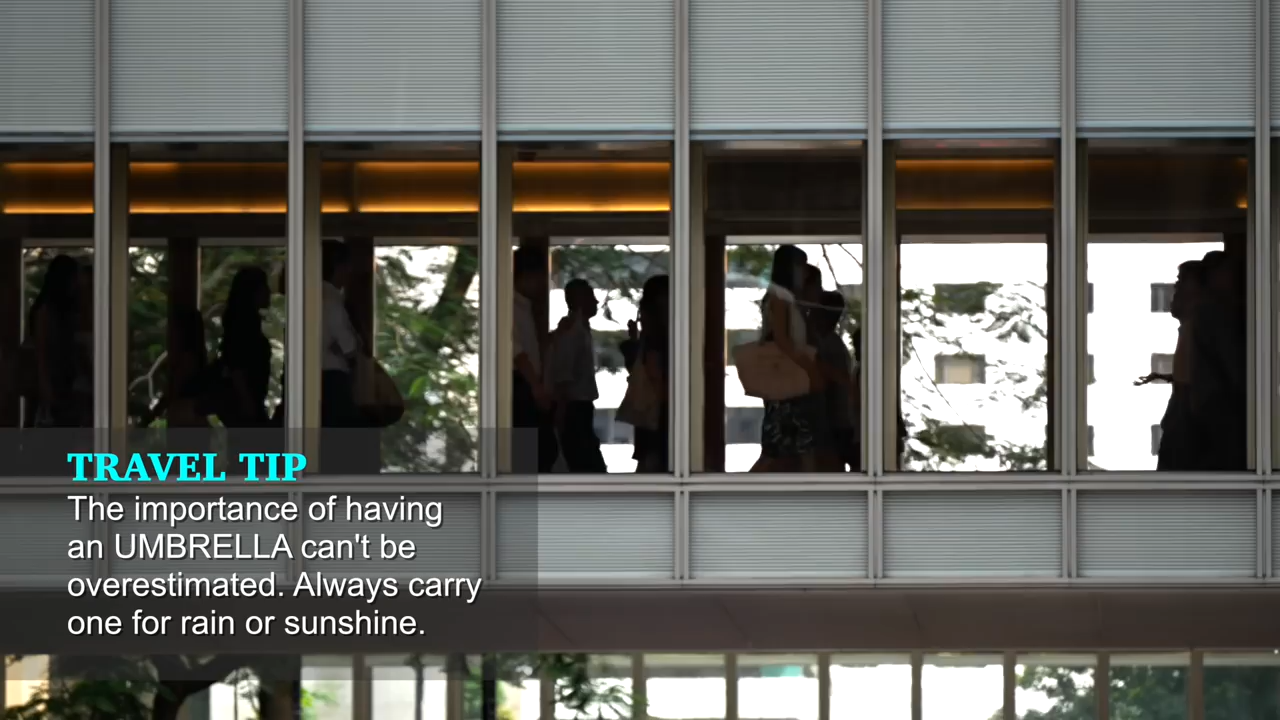 TRAVEL TIP
The importance of having
an UMBRELLA can't be
overestimated. Always carry
one for rain or sunshine.